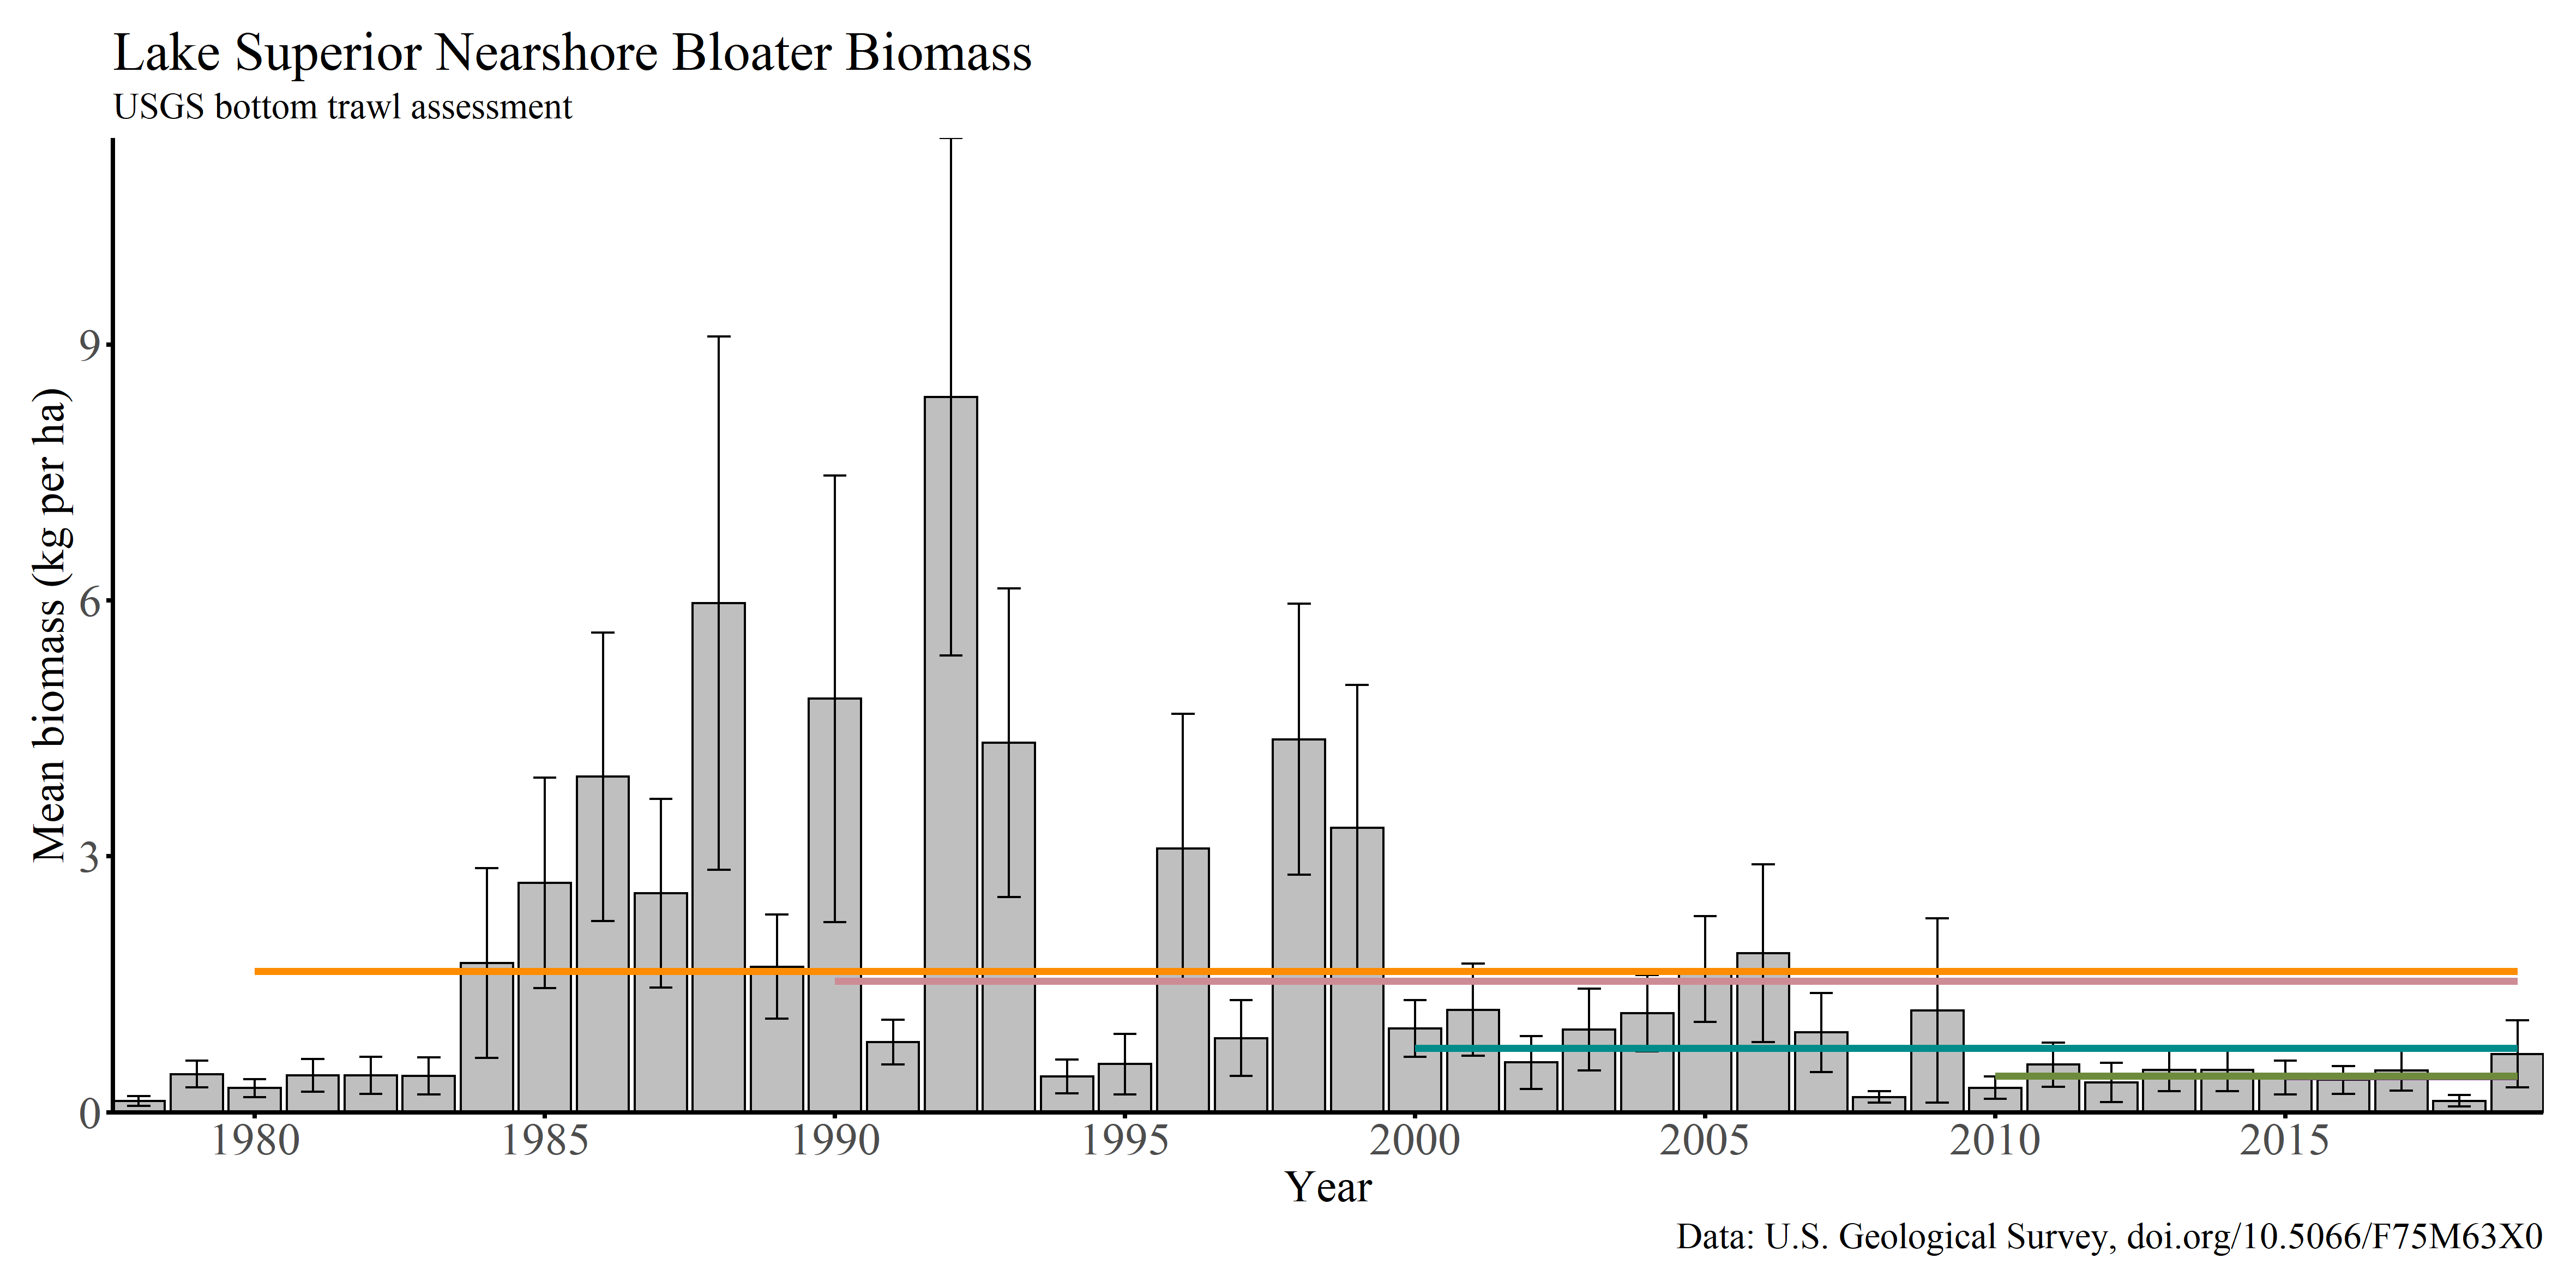 Lake Superior Nearshore Bloater Biomass
USGS bottom trawl assessment
Mean biomass (kg per ha)
9
6
3
0
1980 1985 1990 1995 2000 2005 2010 2015
Year
Data: U.S. Geological Survey, doi.org/10.5066/F75M63X0